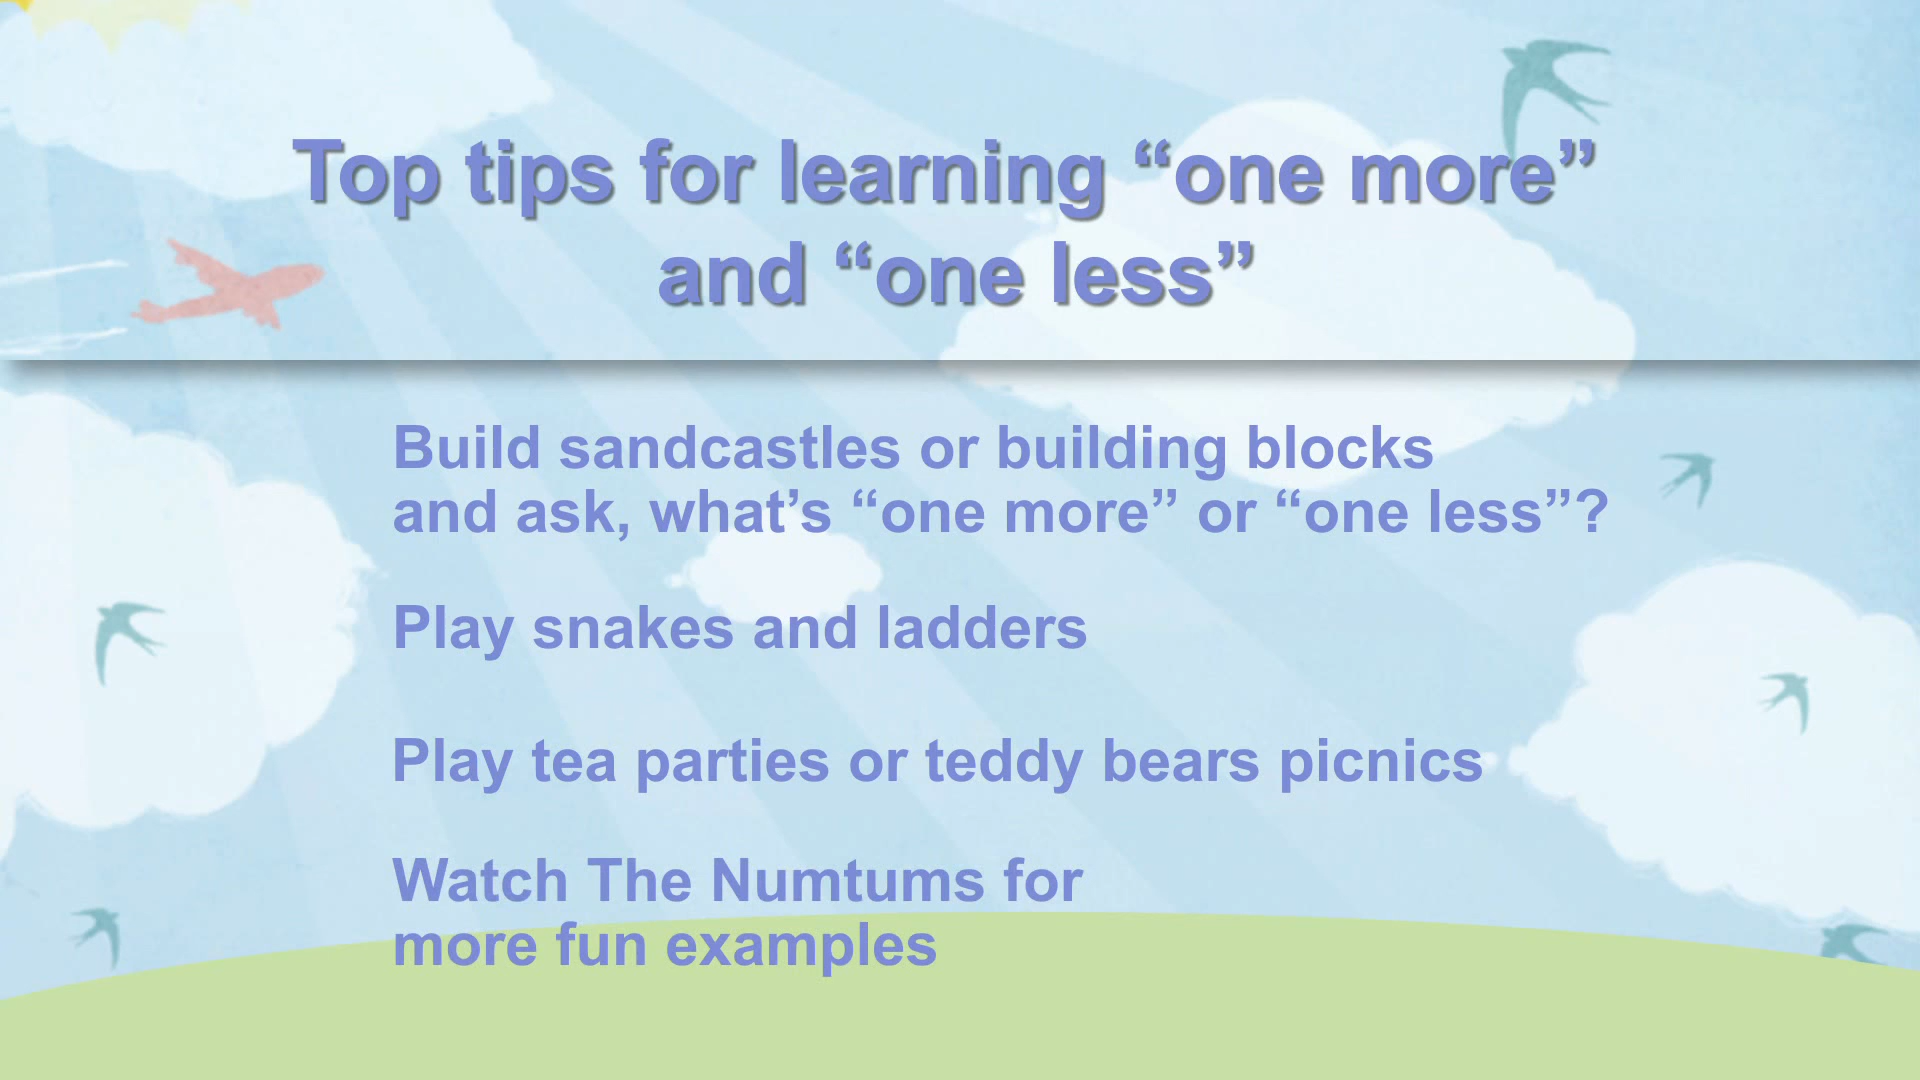 Top tips for learning “one more”
and “one less”
Build sandcastles or building blocks
and ask, what’s “one more” or “one less”?
Play snakes and ladders
Play tea parties or teddy bears picnics
Watch The Numtums for
more fun examples